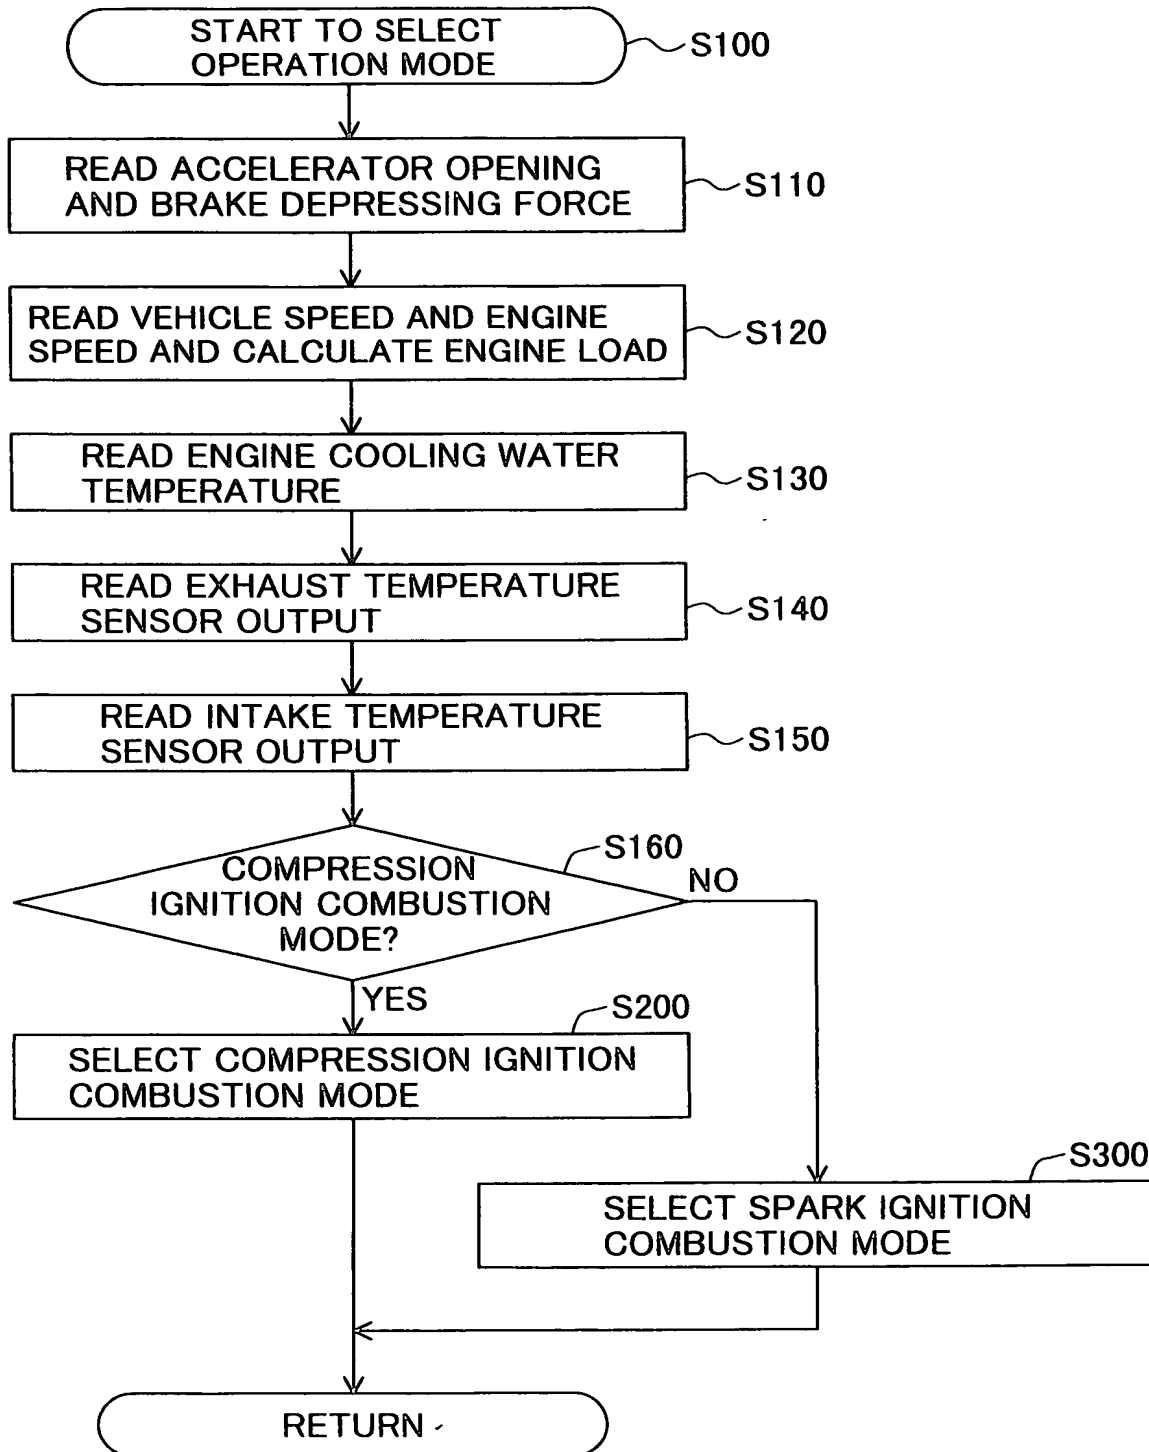 START TO SELECT
OPERATION MODE
S100
READ ACCELERATOR OPENING
AND BRAKE DEPRESSING FORCE
S110
READ VEHICLE SPEED AND ENGINE
SPEED AND CALCULATE ENGINE LOAD
S120
READ ENGINE COOLING WATER
TEMPERATURE
S130
READ EXHAUST TEMPERATURE
SENSOR OUTPUT
S140
READ INTAKE TEMPERATURE
SENSOR OUTPUT
S150
COMPRESSION
IGNITION COMBUSTION
MODE?
S160
NO
YES
S200
SELECT COMPRESSION IGNITION
COMBUSTION MODE
S300
SELECT SPARK IGNITION
COMBUSTION MODE
RETURN